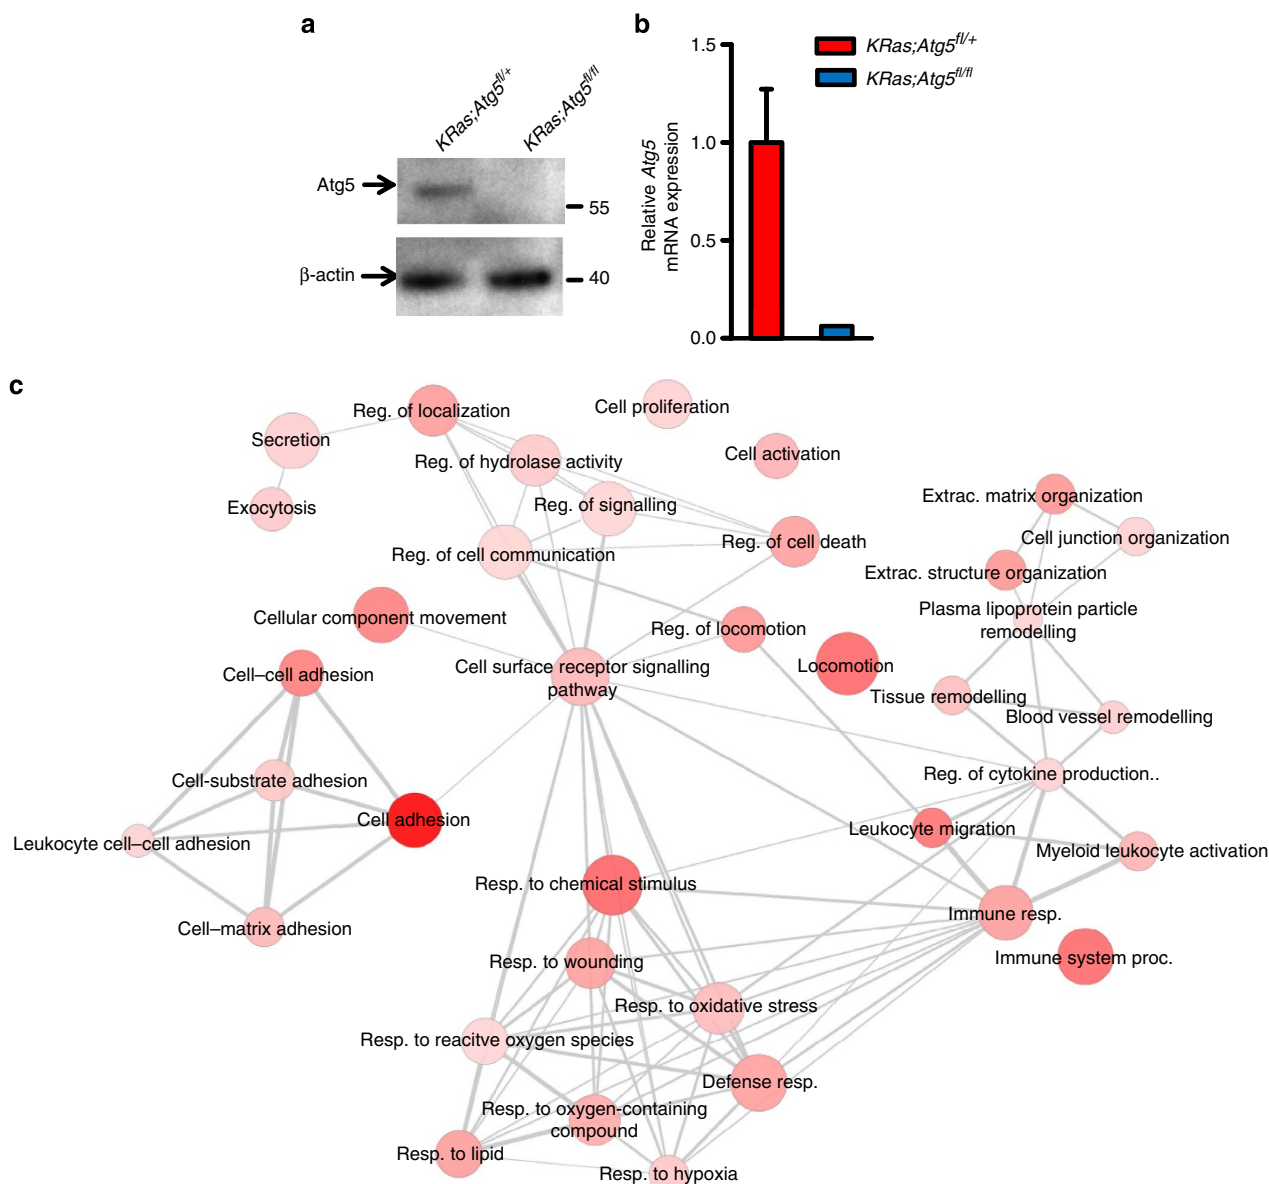 a
KRas;Atg5fl/+
KRas;Atg5fl/fl
Atg5
55
β-actin
40
b
1.5
1.0
0.5
0.0
Relative Atg5
mRNA expression
KRas;Atg5fl/+
KRas;Atg5fl/fl
c
Reg. of localization
Cell proliferation
Secretion
Cell activation
Reg. of hydrolase activity
Exocytosis
Reg. of signalling
Extrac. matrix organization
Cell junction organization
Reg. of cell communication
Reg. of cell death
Extrac. structure organization
Cellular component movement
Reg. of locomotion
Plasma lipoprotein particle
remodelling
Cell–cell adhesion
Cell surface receptor signalling
pathway
Locomotion
Tissue remodelling
Blood vessel remodelling
Cell-substrate adhesion
Reg. of cytokine production..
Cell adhesion
Leukocyte cell–cell adhesion
Leukocyte migration
Myeloid leukocyte activation
Resp. to chemical stimulus
Cell–matrix adhesion
Immune resp.
Resp. to wounding
Immune system proc.
Resp. to oxidative stress
Resp. to reacitve oxygen species
Defense resp.
Resp. to oxygen-containing
compound
Resp. to lipid
Resp. to hypoxia